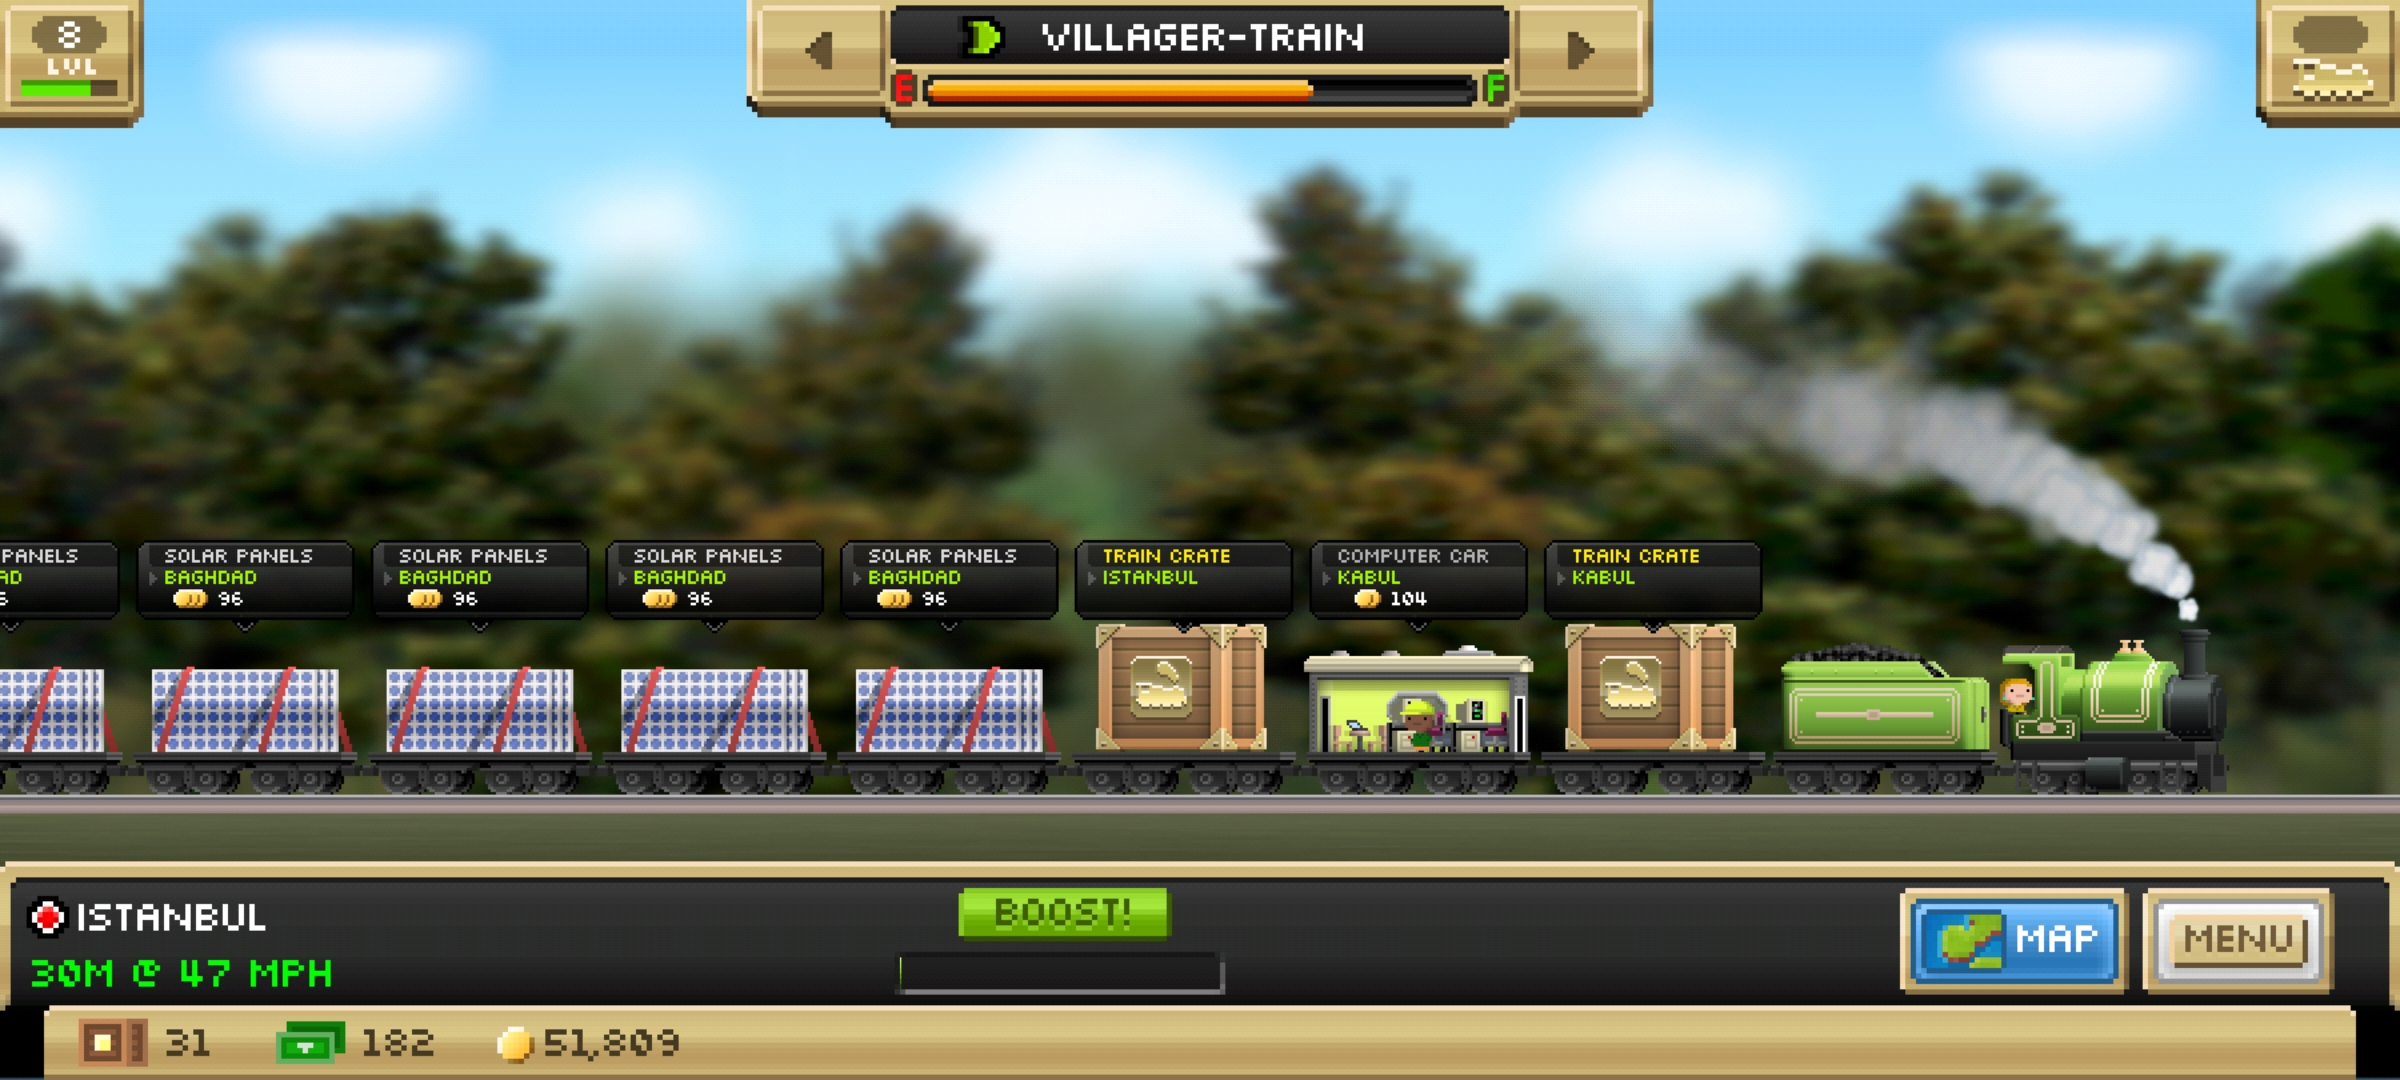 8
LVL
VILLAGER-TRAIN
E F
PANELS
AD
SOLAR PANELS
BAGHDAD
96
SOLAR PANELS
BAGHDAD
96
SOLAR PANELS
BAGHDAD
96
SOLAR PANELS
BAGHDAD
96
TRAIN CRATE
ISTANBUL
COMPUTER CAR
KABUL
104
TRAIN CRATE
KABUL
ISTANBUL
30M @ 47 MPH
BOOST!
MAP
MENU
31 182 51,809